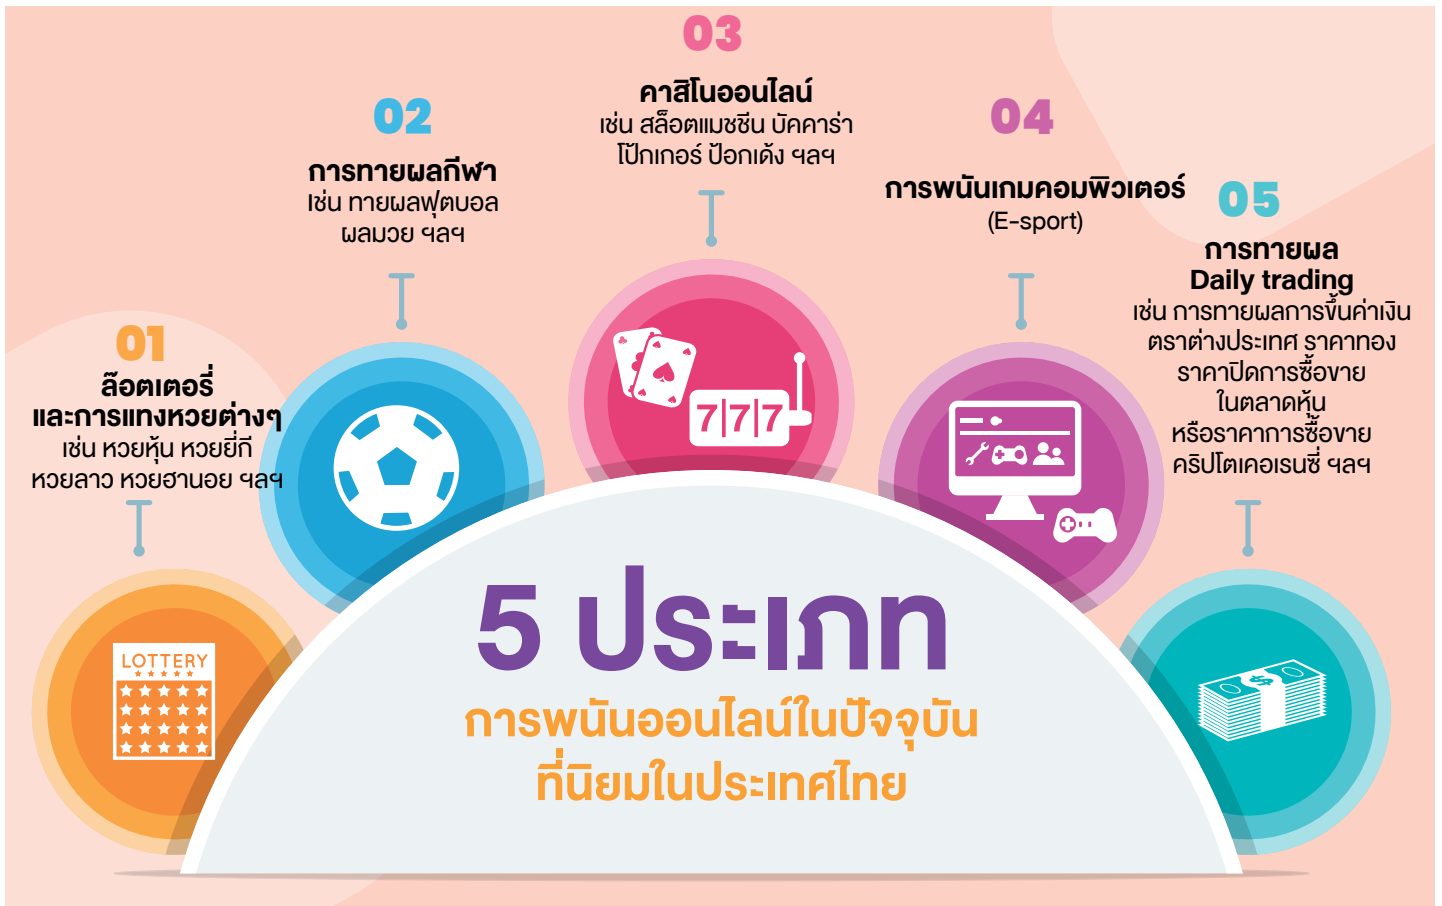 01
ล๊อตเตอรี่
และการแทงหวยต่างๆ
เช่น หวยหุ้น หวยยี่กี
หวยลาว หวยฮานอย ฯลฯ
02
การทายผลกีฬา
เช่น ทายผลฟุตบอล
ผลมวย ฯลฯ
03
คาสิโนออนไลน์
เช่น สล็อตแมชชีน บัคคาร่า
โป๊กเกอร์ ป๊อกเด้ง ฯลฯ
04
การพนันเกมคอมพิวเตอร์
(E-sport)
05
การทายผล
Daily trading
เช่น การทายผลการขึ้นค่าเงิน
ตราต่างประเทศ ราคาทอง
ราคาปิดการซื้อขาย
ในตลาดหุ้น
หรือราคาการซื้อขาย
คริปโตเคอเรนซี่ ฯลฯ
LOTTERY
7|7|7
$
5 ประเภท
การพนันออนไลน์ในปัจจุบัน
ที่นิยมในประเทศไทย